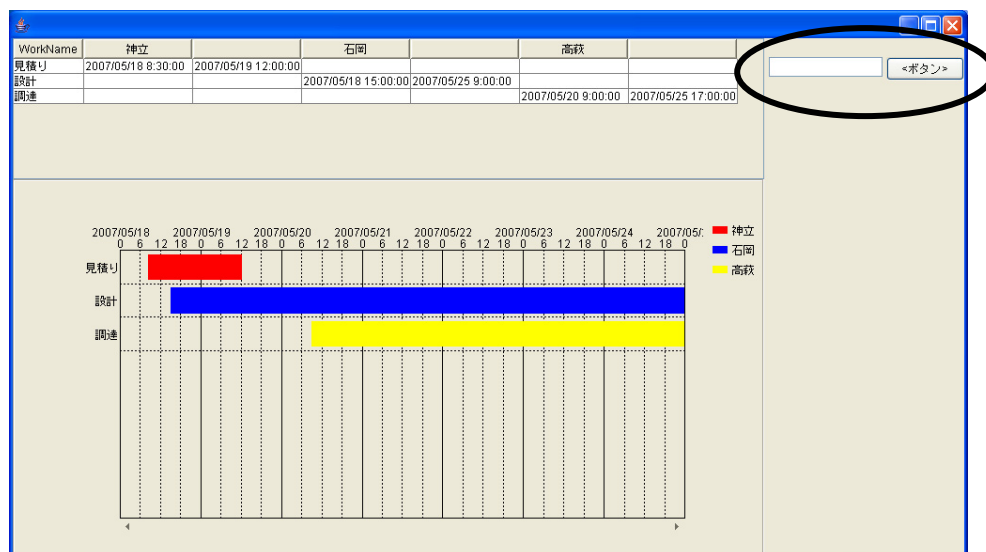 WorkName 神立 石岡 高萩
見積り 2007/05/18 8:30:00 2007/05/19 12:00:00
設計 2007/05/18 15:00:00 2007/05/25 9:00:00
調達 2007/05/20 9:00:00 2007/05/25 17:00:00
<ボタン>
2007/05/18 2007/05/19 2007/05/20 2007/05/21 2007/05/22 2007/05/23 2007/05/24 2007/05/
0 6 12 18 0 6 12 18 0 6 12 18 0 6 12 18 0 6 12 18 0 6 12 18 0 6 12 18 0
見積り
設計
調達
神立
石岡
高萩